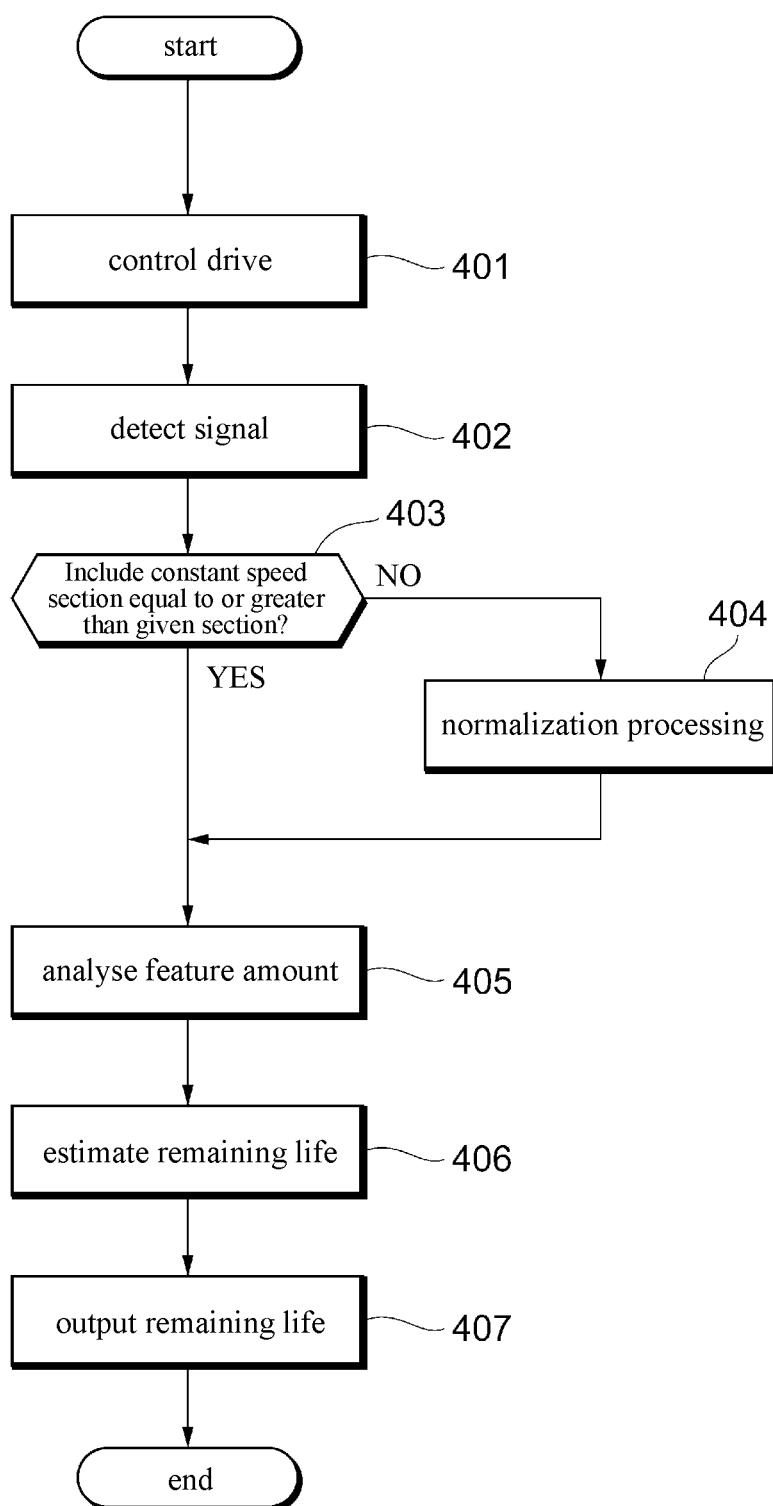 start
control drive
401
detect signal
402
403
Include constant speed
section equal to or greater
than given section?
NO
YES
404
normalization processing
analyse feature amount
405
estimate remaining life
406
output remaining life
407
end